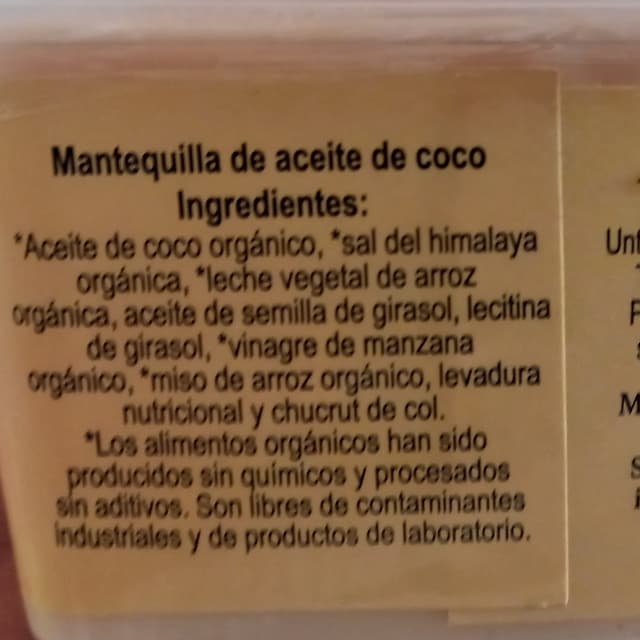 Mantequilla de aceite de coco
Ingredientes:
*Aceite de coco orgánico, *sal del himalaya
orgánica, *leche vegetal de arroz
orgánica, aceite de semilla de girasol, lecitina
de girasol, *vinagre de manzana
orgánico, *miso de arroz orgánico, levadura
nutricional y chucrut de col.
*Los alimentos orgánicos han sido
producidos sin químicos y procesados
sin aditivos. Son libres de contaminantes
industriales y de productos de laboratorio.